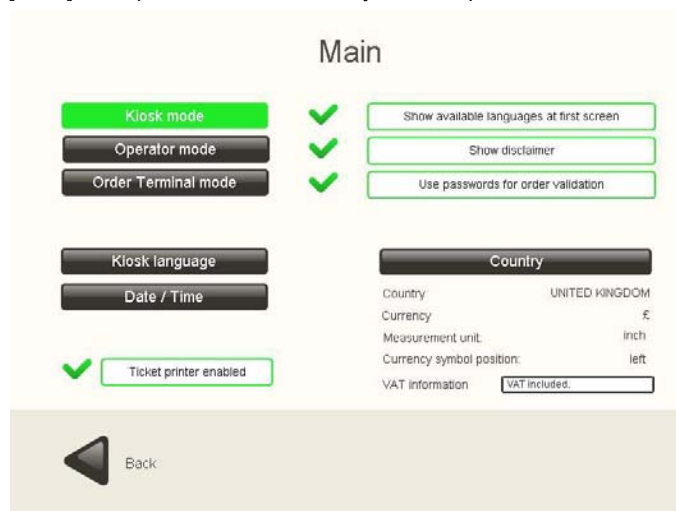 Main
Kiosk mode
Show available languages at first screen
Operator mode
Show disclaimer
Order Terminal mode
Use passwords for order validation
Kiosk language
Country
Date / Time
Country UNITED KINGDOM
Currency £
Measurement unit: inch
Currency symbol position: left
Ticket printer enabled
VAT information VAT included.
Back